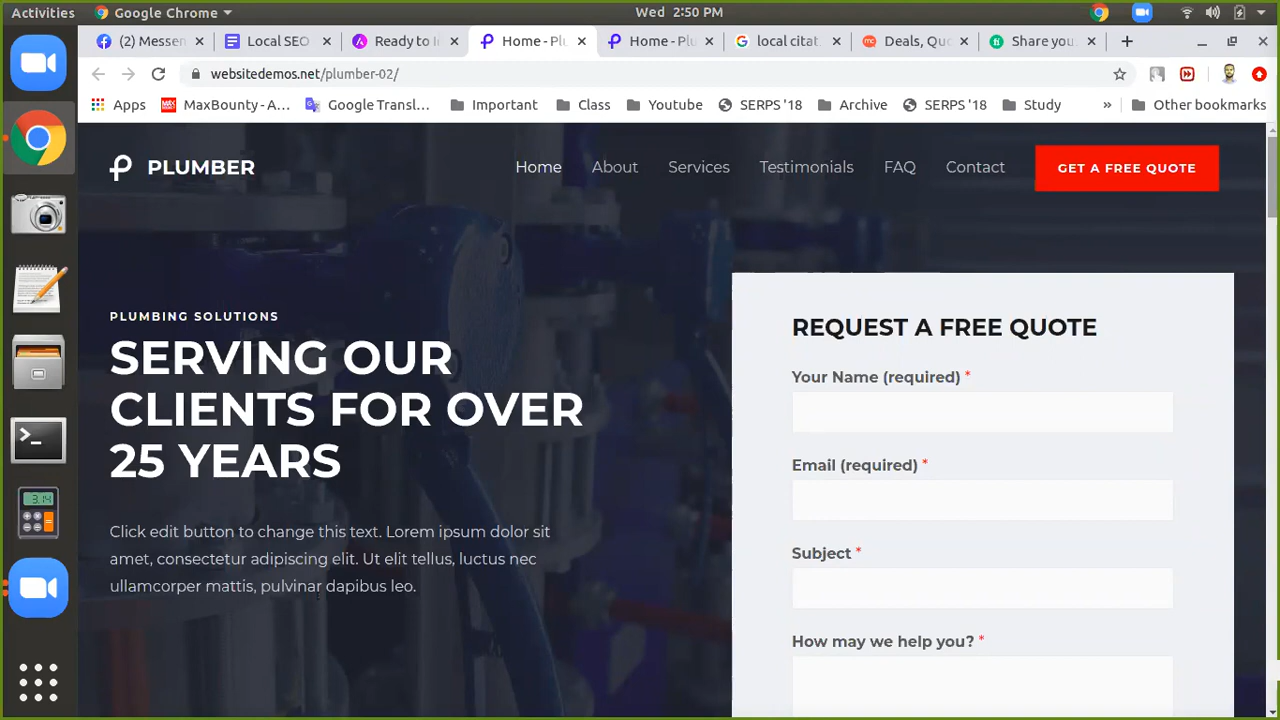 Activities
Google Chrome
Wed 2:50 PM
(2) Messen
Local SEO
Ready to
Home - Plu
Home - Plu
local citat
Deals, Quo
Share you
websitedemos.net/plumber-02/
Apps
MaxBounty - A...
Google Transl...
Important
Class
Youtube
SERPS '18
Archive
SERPS '18
Study
»
Other bookmarks
PLUMBER
Home
About
Services
Testimonials
FAQ
Contact
GET A FREE QUOTE
PLUMBING SOLUTIONS
SERVING OUR
CLIENTS FOR OVER
25 YEARS
Click edit button to change this text. Lorem ipsum dolor sit
amet, consectetur adipiscing elit. Ut elit tellus, luctus nec
ullamcorper mattis, pulvinar dapibus leo.
REQUEST A FREE QUOTE
Your Name (required) *
Email (required) *
Subject *
How may we help you? *
3.14